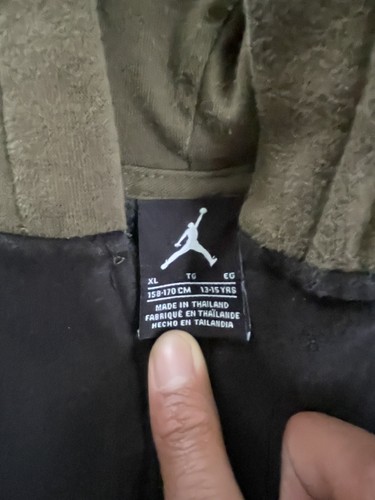 XL TG EG
158-170 CM 13-15 YRS
MADE IN THAILAND
FABRIQUÉ EN THAÏLANDE
HECHO EN TAILANDIA